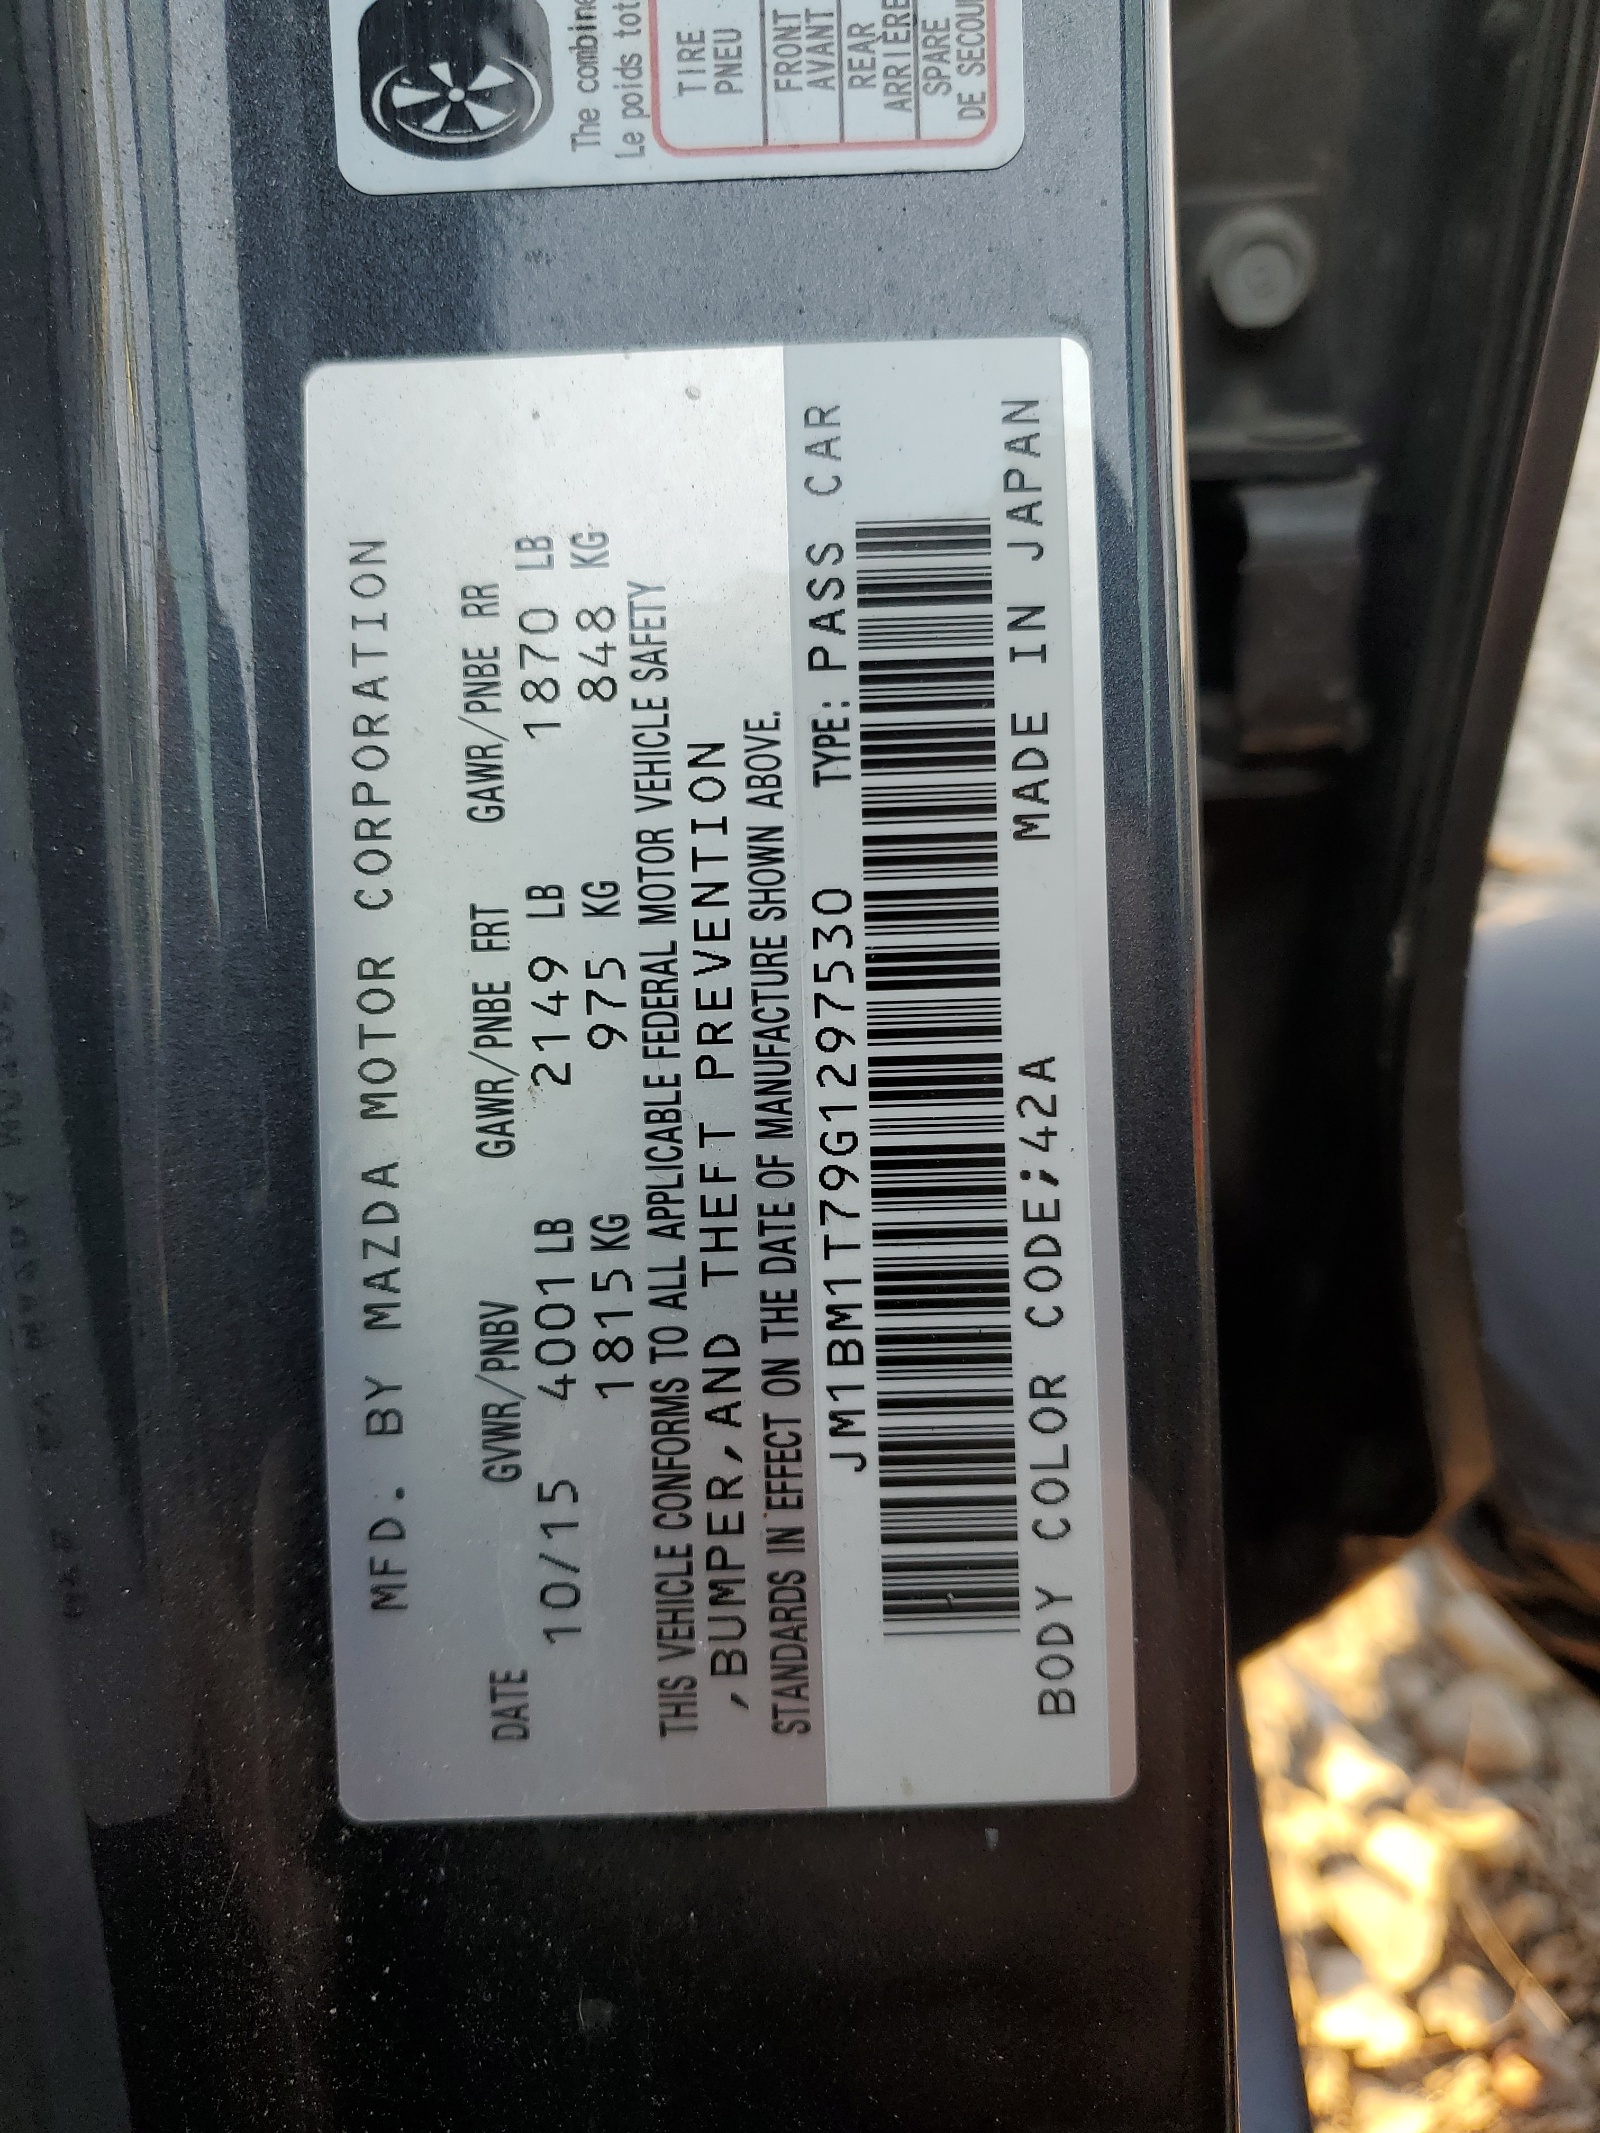 MFD. BY MAZDA MOTOR CORPORATION
DATE GVWR/PNBV GAWR/PNBE FRT GAWR/PNBE RR
10/15 4001 LB 2149 LB 1870 LB
1815 KG 975 KG 848 KG
THIS VEHICLE CONFORMS TO ALL APPLICABLE FEDERAL MOTOR VEHICLE SAFETY
,BUMPER,AND THEFT PREVENTION
STANDARDS IN EFFECT ON THE DATE OF MANUFACTURE SHOWN ABOVE.
JM1BM1T79G1297530 TYPE: PASS CAR
BODY COLOR CODE;42A MADE IN JAPAN
The
Le poids
TIRE
PNEU
FRONT
AVANT
REAR
ARRIÈRE
SPARE
DE